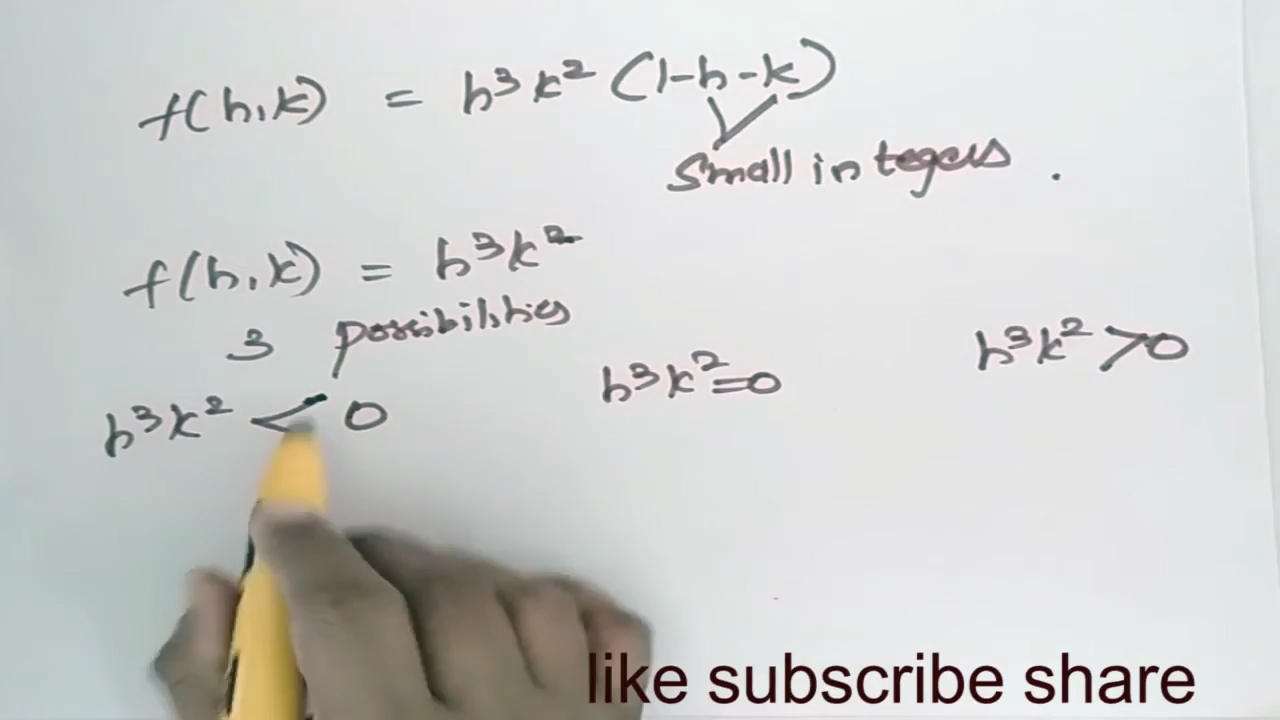 f(h,k) = h³k² (1-h-k)
Small integers .
f(h,k) = h³k²
3 possibilities
h³k² < 0 h³k²=0 h³k² >0
like subscribe share